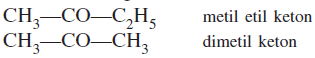 CH₃—CO—C₂H₅ metil etil keton
CH₃—CO—CH₃ dimetil keton